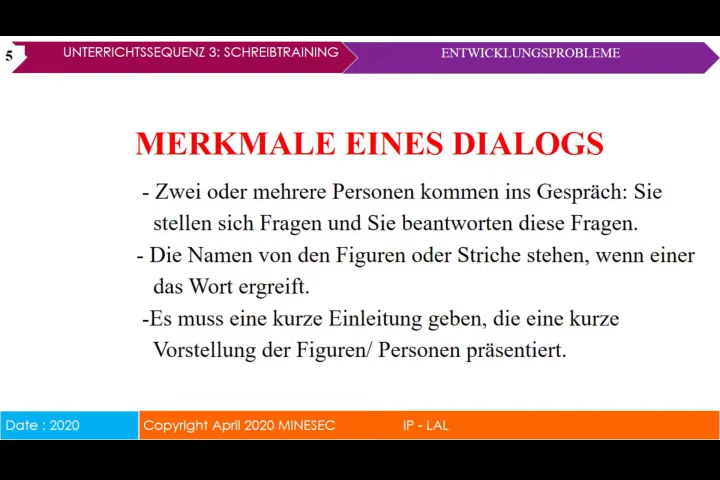 5
UNTERRICHTSSEQUENZ 3: SCHREIBTRAINING
ENTWICKLUNGSPROBLEME
MERKMALE EINES DIALOGS
- Zwei oder mehrere Personen kommen ins Gespräch: Sie
stellen sich Fragen und Sie beantworten diese Fragen.
- Die Namen von den Figuren oder Striche stehen, wenn einer
das Wort ergreift.
-Es muss eine kurze Einleitung geben, die eine kurze
Vorstellung der Figuren/ Personen präsentiert.
Date : 2020
Copyright April 2020 MINESEC
IP - LAL